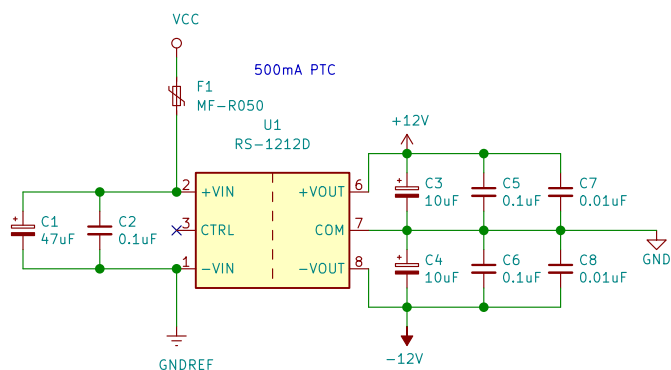 VCC
500mA PTC
F1
MF-R050
U1
RS-1212D
+12V
2
+VIN
+VOUT
6
+
C1
47uF
C2
0.1uF
3
CTRL
COM
7
+
C3
10uF
C5
0.1uF
C7
0.01uF
GND
1
-VIN
-VOUT
8
+
C4
10uF
C6
0.1uF
C8
0.01uF
GNDREF
-12V